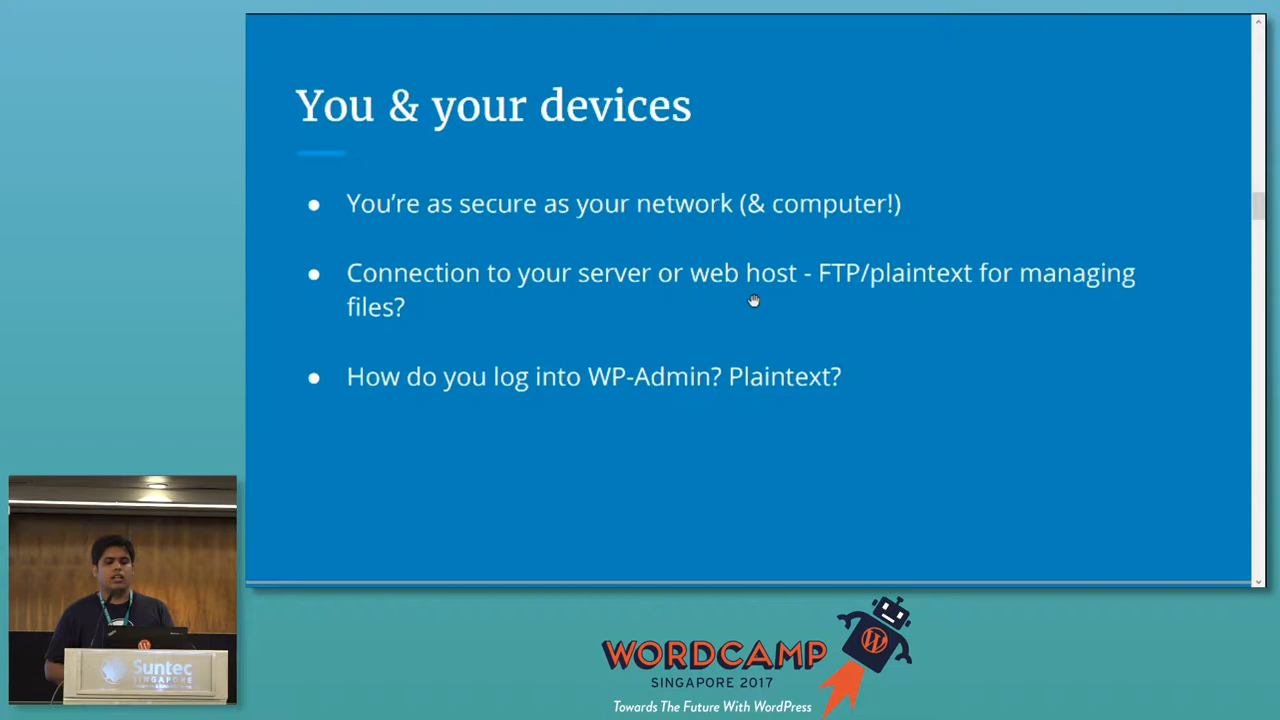 You & your devices
● You’re as secure as your network (& computer!)
● Connection to your server or web host - FTP/plaintext for managing
files?
● How do you log into WP-Admin? Plaintext?
Suntec
SINGAPORE
WORDCAMP
SINGAPORE 2017
Towards The Future With WordPress